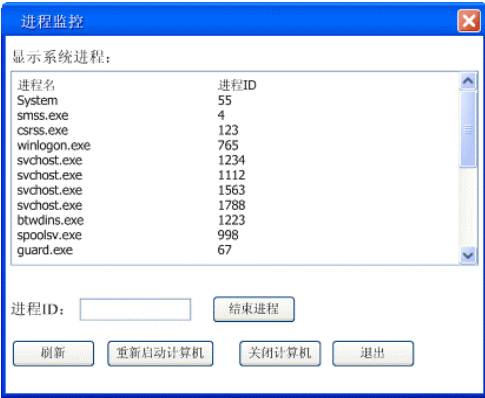 进程监控
显示系统进程：
进程名 进程ID
System 55
smss.exe 4
csrss.exe 123
winlogon.exe 765
svchost.exe 1234
svchost.exe 1112
svchost.exe 1563
svchost.exe 1788
btwdins.exe 1223
spoolsv.exe 998
guard.exe 67
进程ID： 结束进程
刷新 重新启动计算机 关闭计算机 退出